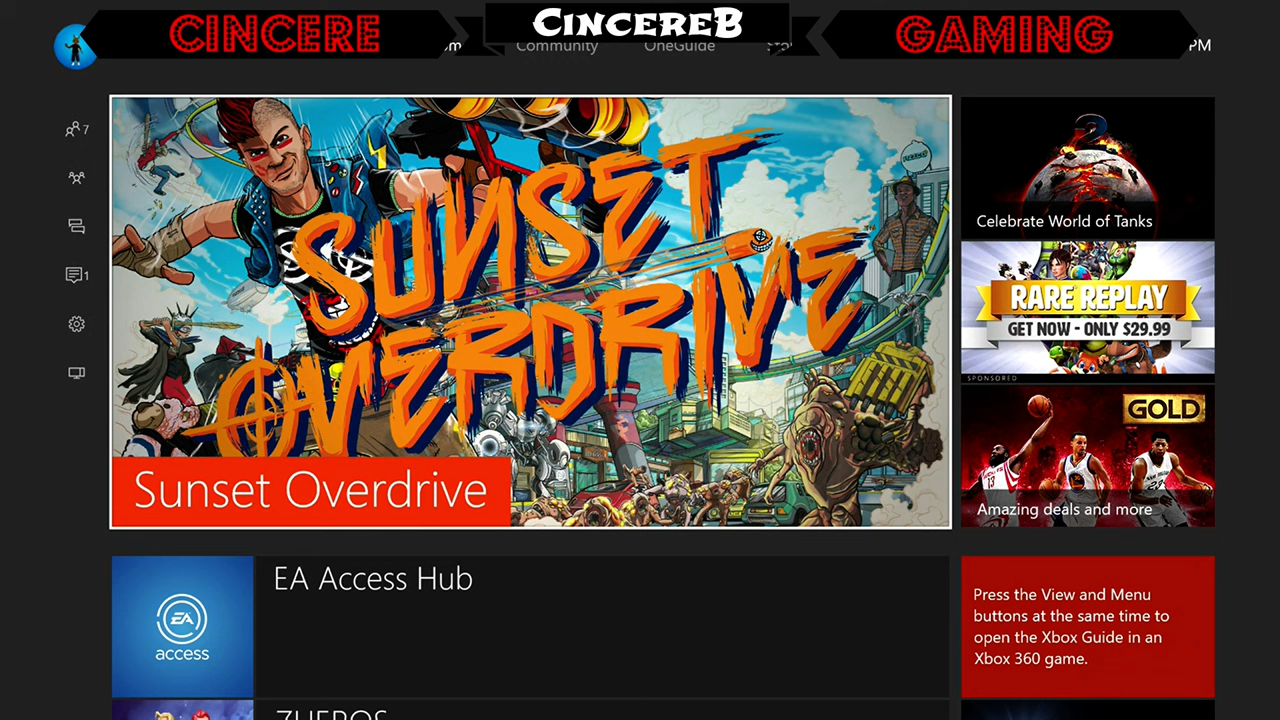 CINCERE
CINCEREB
GAMING
Community
OneGuide
PM
7
1
SUNSET
OVERDRIVE
Sunset Overdrive
2
Celebrate World of Tanks
RARE REPLAY
GET NOW - ONLY $29.99
SPONSORED
GOLD
Amazing deals and more
EA
access
EA Access Hub
Press the View and Menu
buttons at the same time to
open the Xbox Guide in an
Xbox 360 game.